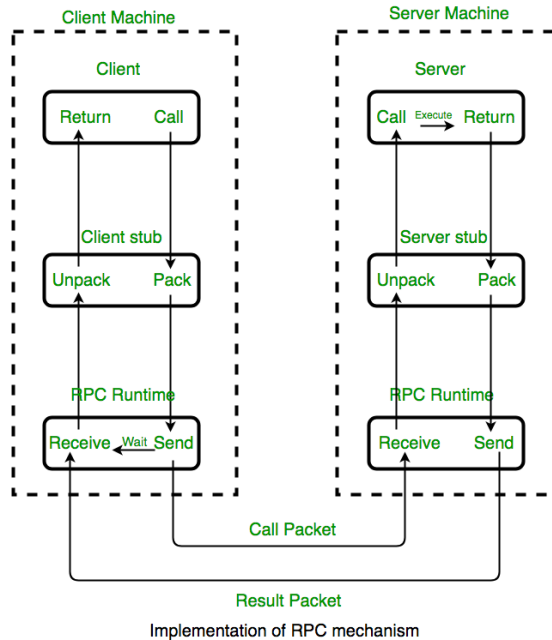 Client Machine
Server Machine
Client
Server
Return Call
Call Execute Return
Client stub
Server stub
Unpack Pack
Unpack Pack
RPC Runtime
RPC Runtime
Receive Wait Send
Receive Send
Call Packet
Result Packet
Implementation of RPC mechanism